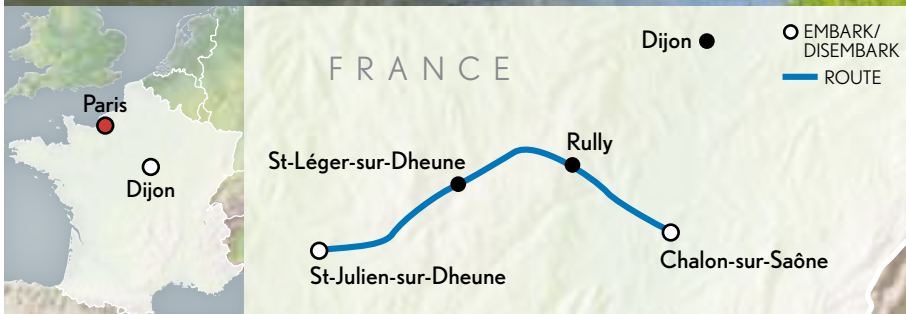 Paris
Dijon
FRANCE
Dijon
EMBARK/
DISEMBARK
ROUTE
St-Léger-sur-Dheune
Rully
St-Julien-sur-Dheune
Chalon-sur-Saône